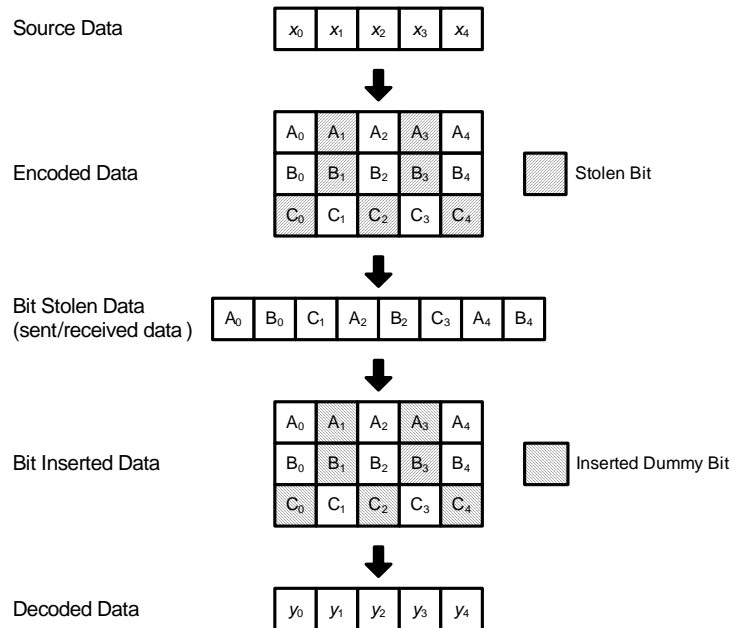 Source Data
x0 x1 x2 x3 x4
A0 A1 A2 A3 A4
Encoded Data
B0 B1 B2 B3 B4
Stolen Bit
C0 C1 C2 C3 C4
Bit Stolen Data
(sent/received data )
A0 B0 C1 A2 B2 C3 A4 B4
A0 A1 A2 A3 A4
Bit Inserted Data
B0 B1 B2 B3 B4
Inserted Dummy Bit
C0 C1 C2 C3 C4
Decoded Data
y0 y1 y2 y3 y4